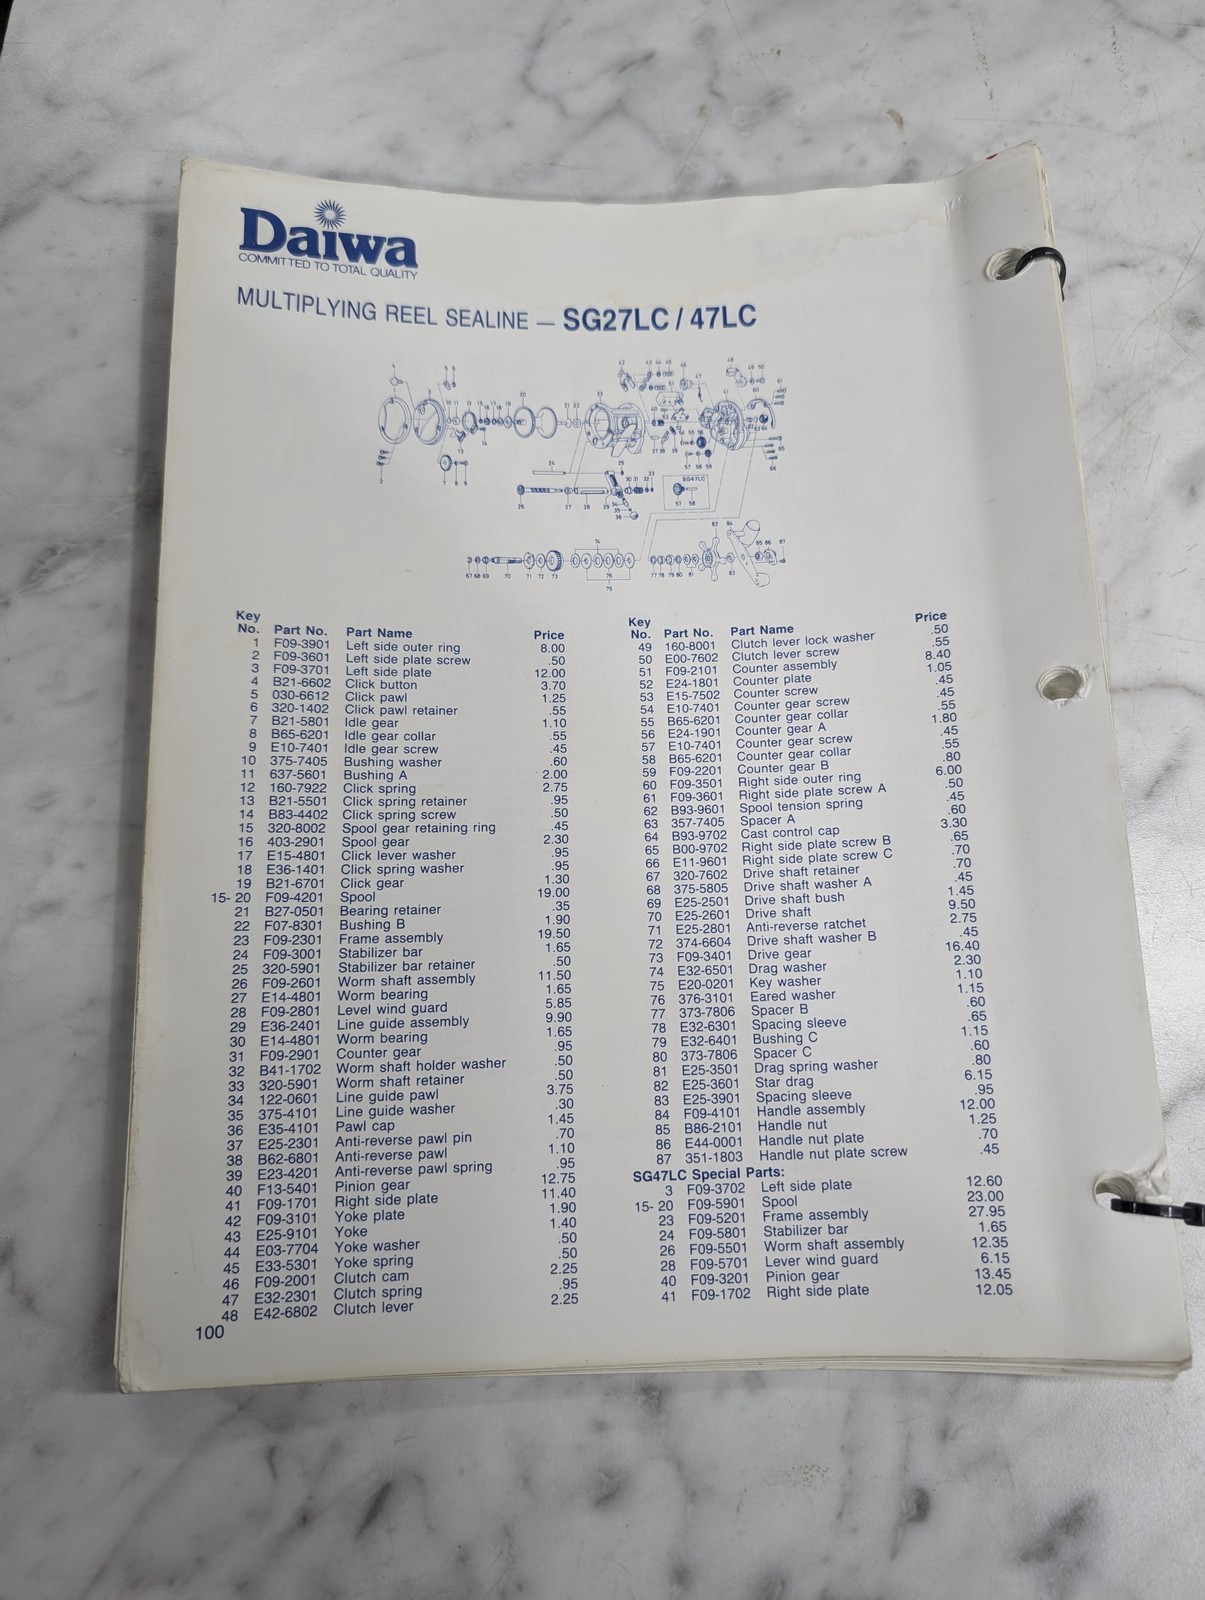 Daiwa
COMMITTED TO TOTAL QUALITY
MULTIPLYING REEL SEALINE — SG27LC / 47LC
SG47LC
Key
No. Part No. Part Name Price
1 F09-3901 Left side outer ring 8.00
2 F09-3601 Left side plate screw .50
3 F09-3701 Left side plate 12.00
4 B21-6602 Click button 3.70
5 030-6612 Click pawl 1.25
6 320-1402 Click pawl retainer .55
7 B21-5801 Idle gear 1.10
8 B65-6201 Idle gear collar .55
9 E10-7401 Idle gear screw .45
10 375-7405 Bushing washer .60
11 637-5601 Bushing A 2.00
12 160-7922 Click spring 2.75
13 B21-5501 Click spring retainer .95
14 B83-4402 Click spring screw .50
15 320-8002 Spool gear retaining ring .45
16 403-2901 Spool gear 2.30
17 E15-4801 Click lever washer .95
18 E36-1401 Click spring washer .95
19 B21-6701 Click gear 1.30
15- 20 F09-4201 Spool 19.00
21 B27-0501 Bearing retainer .35
22 F07-8301 Bushing B 1.90
23 F09-2301 Frame assembly 19.50
24 F09-3001 Stabilizer bar 1.65
25 320-5901 Stabilizer bar retainer .50
26 F09-2601 Worm shaft assembly 11.50
27 E14-4801 Worm bearing 1.65
28 F09-2801 Level wind guard 5.85
29 E36-2401 Line guide assembly 9.90
30 E14-4801 Worm bearing 1.65
31 F09-2901 Counter gear .95
32 B41-1702 Worm shaft holder washer .50
33 320-5901 Worm shaft retainer .50
34 122-0601 Line guide pawl 3.75
35 375-4101 Line guide washer .30
36 E35-4101 Pawl cap 1.45
37 E25-2301 Anti-reverse pawl pin .70
38 B62-6801 Anti-reverse pawl 1.10
39 E23-4201 Anti-reverse pawl spring .95
40 F13-5401 Pinion gear 12.75
41 F09-1701 Right side plate 11.40
42 F09-3101 Yoke plate 1.90
43 E25-9101 Yoke 1.40
44 E03-7704 Yoke washer .50
45 E33-5301 Yoke spring .50
46 F09-2001 Clutch cam 2.25
47 E32-2301 Clutch spring .95
48 E42-6802 Clutch lever 2.25
Key
No. Part No. Part Name Price
49 160-8001 Clutch lever lock washer .50
50 E00-7602 Clutch lever screw .55
51 F09-2101 Counter assembly 8.40
52 E24-1801 Counter plate 1.05
53 E15-7502 Counter screw .45
54 E10-7401 Counter gear screw .45
55 B65-6201 Counter gear collar .55
56 E24-1901 Counter gear A 1.80
57 E10-7401 Counter gear screw .45
58 B65-6201 Counter gear collar .55
59 F09-2201 Counter gear B .80
60 F09-3501 Right side outer ring 6.00
61 F09-3601 Right side plate screw A .50
62 B93-9601 Spool tension spring .45
63 357-7405 Spacer A .60
64 B93-9702 Cast control cap 3.30
65 B00-9702 Right side plate screw B .65
66 E11-9601 Right side plate screw C .70
67 320-7602 Drive shaft retainer .70
68 375-5805 Drive shaft washer A .45
69 E25-2501 Drive shaft bush 1.45
70 E25-2601 Drive shaft 9.50
71 E25-2801 Anti-reverse ratchet 2.75
72 374-6604 Drive shaft washer B .45
73 F09-3401 Drive gear 16.40
74 E32-6501 Drag washer 2.30
75 E20-0201 Key washer 1.10
76 376-3101 Eared washer 1.15
77 373-7806 Spacer B .60
78 E32-6301 Spacing sleeve .65
79 E32-6401 Bushing C 1.15
80 373-7806 Spacer C .60
81 E25-3501 Drag spring washer .80
82 E25-3601 Star drag 6.15
83 E25-3901 Spacing sleeve .95
84 F09-4101 Handle assembly 12.00
85 B86-2101 Handle nut 1.25
86 E44-0001 Handle nut plate .70
87 351-1803 Handle nut plate screw .45
SG47LC Special Parts:
3 F09-3702 Left side plate 12.60
15- 20 F09-5901 Spool 23.00
23 F09-5201 Frame assembly 27.95
24 F09-5801 Stabilizer bar 1.65
26 F09-5501 Worm shaft assembly 12.35
28 F09-5701 Lever wind guard 6.15
40 F09-3201 Pinion gear 13.45
41 F09-1702 Right side plate 12.05
100